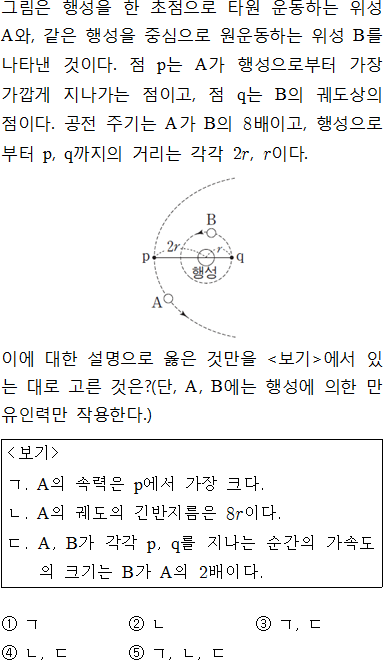 그림은 행성을 한 초점으로 타원 운동하는 위성
A와, 같은 행성을 중심으로 원운동하는 위성 B를
나타낸 것이다. 점 p는 A가 행성으로부터 가장
가깝게 지나가는 점이고, 점 q는 B의 궤도상의
점이다. 공전 주기는 A가 B의 8배이고, 행성으로
부터 p, q까지의 거리는 각각 2r, r이다.
B
2r
r
p
q
행성
A
이에 대한 설명으로 옳은 것만을 <보기>에서 있
는 대로 고른 것은?(단, A, B에는 행성에 의한 만
유인력만 작용한다.)
<보기>
ㄱ. A의 속력은 p에서 가장 크다.
ㄴ. A의 궤도의 긴반지름은 8r이다.
ㄷ. A, B가 각각 p, q를 지나는 순간의 가속도
의 크기는 B가 A의 2배이다.
① ㄱ ② ㄴ ③ ㄱ, ㄷ
④ ㄴ, ㄷ ⑤ ㄱ, ㄴ, ㄷ